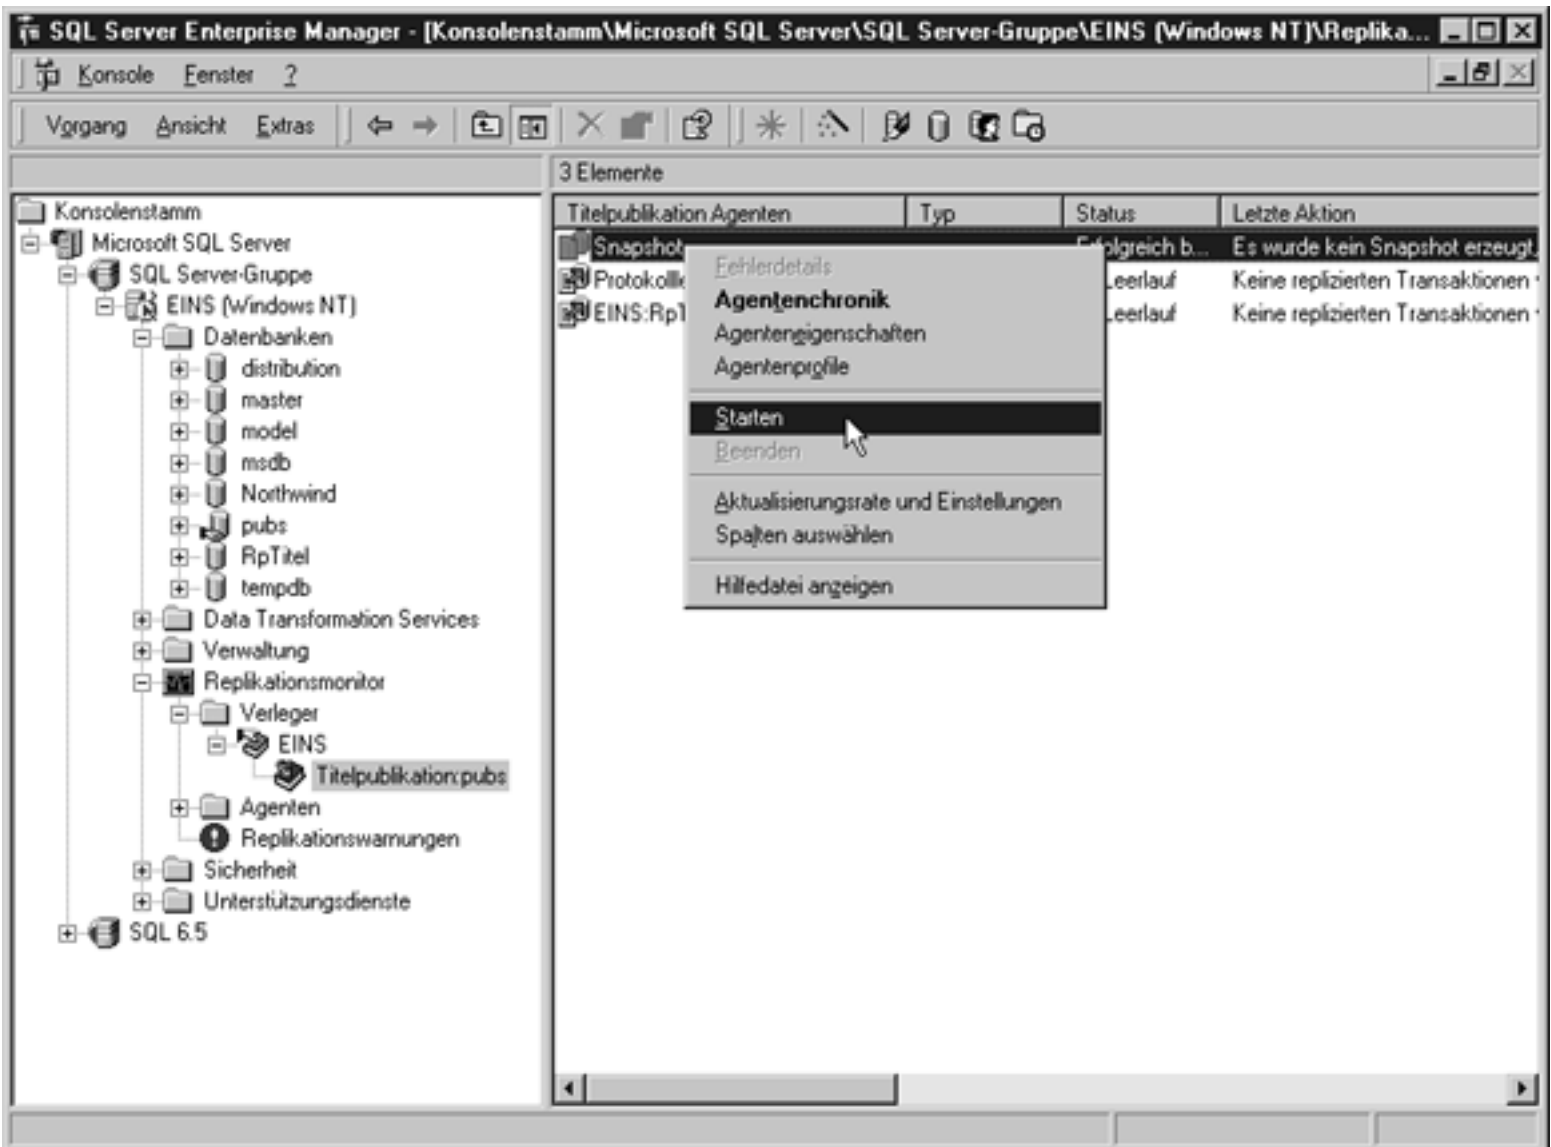 SQL Server Enterprise Manager - [Konsolenstamm\Microsoft SQL Server\SQL Server-Gruppe\EINS (Windows NT)\Replika...
Konsole Fenster ?
Vorgang Ansicht Extras
3 Elemente
Konsolenstamm
Microsoft SQL Server
SQL Server-Gruppe
EINS (Windows NT)
Datenbanken
distribution
master
model
msdb
Northwind
pubs
RpTitel
tempdb
Data Transformation Services
Verwaltung
Replikationsmonitor
Verleger
EINS
Titelpublikation:pubs
Agenten
Replikationswarnungen
Sicherheit
Unterstützungsdienste
SQL 6.5
Titelpublikation Agenten Typ Status Letzte Aktion
Snapshot Erfolgreich b... Es wurde kein Snapshot erzeugt,
Protokollle Leerlauf Keine replizierten Transaktionen
EINS:RpT Leerlauf Keine replizierten Transaktionen
Fehlerdetails
Agentenchronik
Agenteneigenschaften
Agentenprofile
Starten
Beenden
Aktualisierungsrate und Einstellungen
Spalten auswählen
Hilfedatei anzeigen